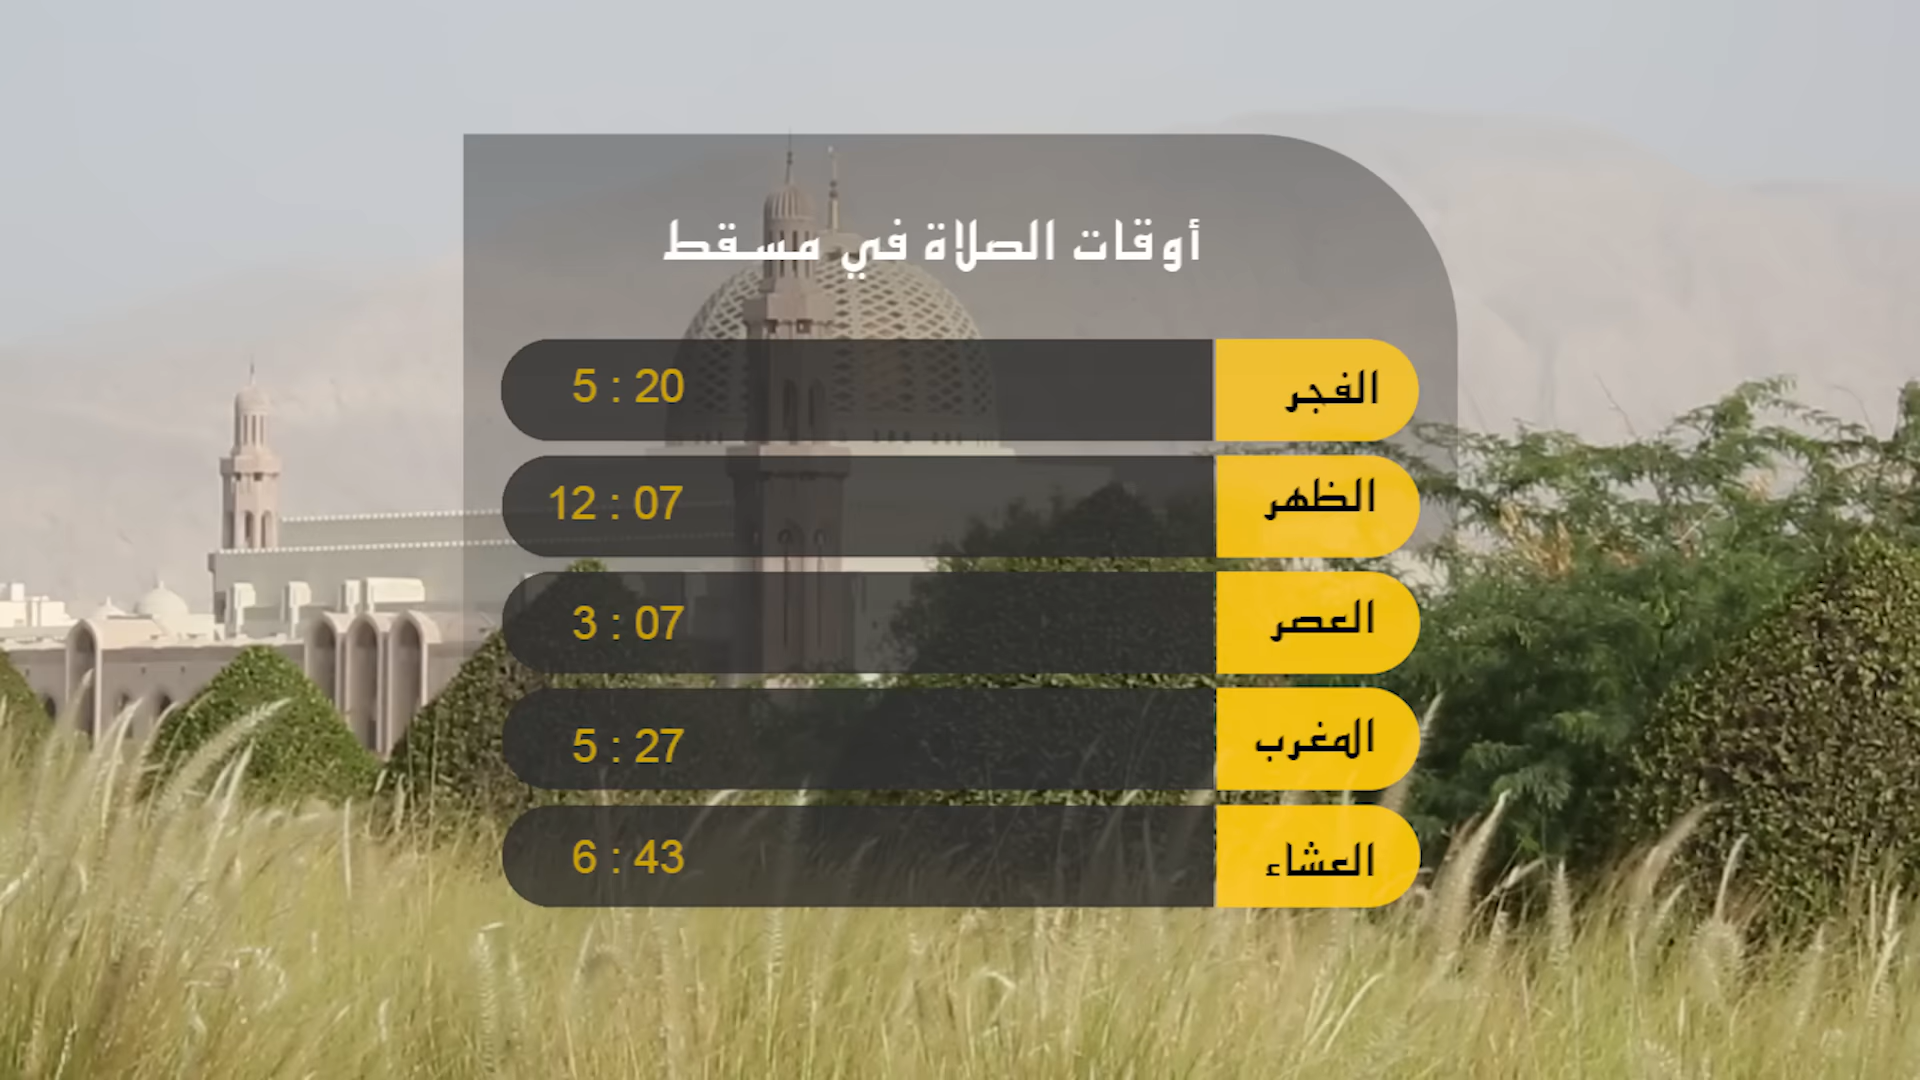 أوقات الصلاة في مسقط
الفجر 5 : 20
الظهر 12 : 07
العصر 3 : 07
المغرب 5 : 27
العشاء 6 : 43